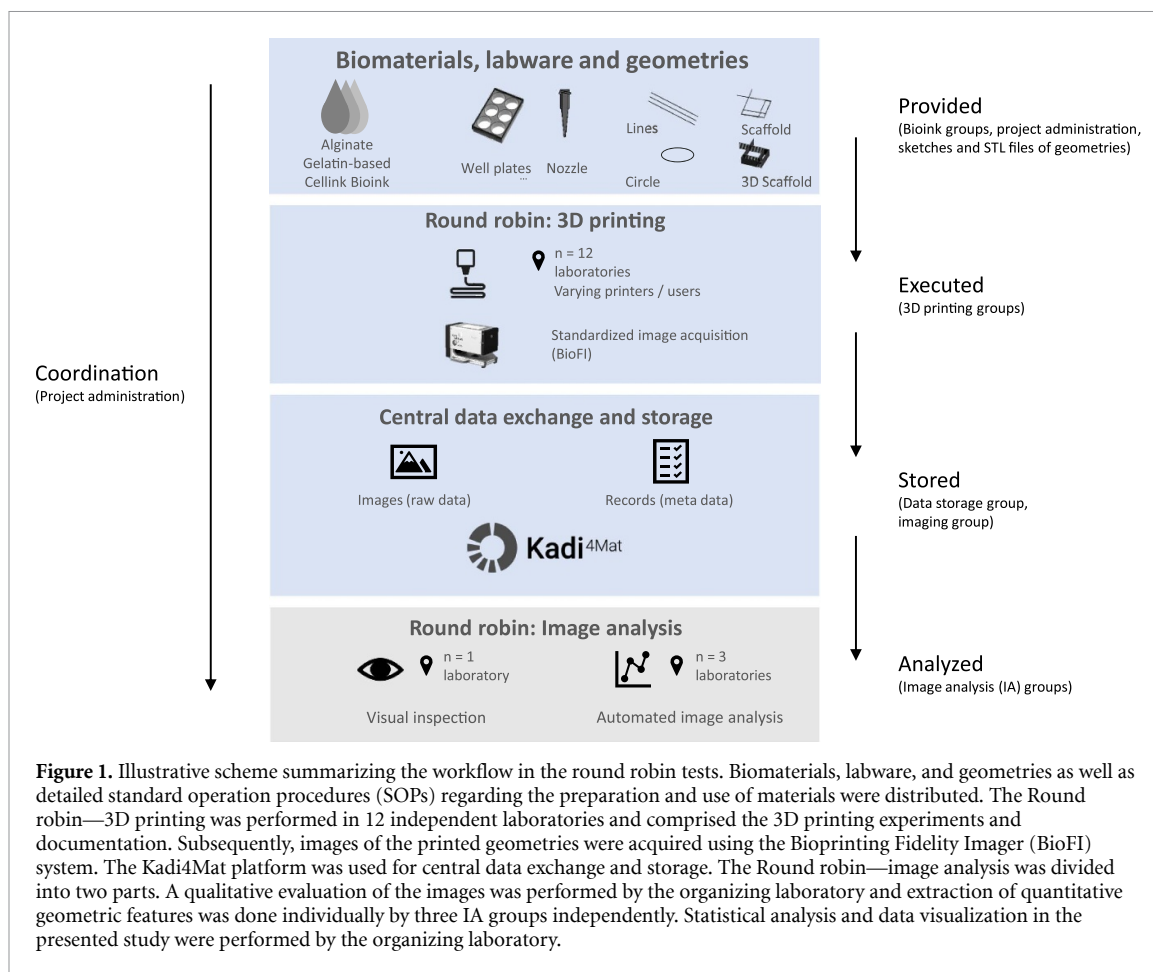 Biomaterials, labware and geometries
Alginate
Gelatin-based
Cellink Bioink
Well plates
...
Nozzle
Lines
Circle
Scaffold
3D Scaffold
Provided
(Bioink groups, project administration,
sketches and STL files of geometries)
Round robin: 3D printing
n = 12
laboratories
Varying printers / users
Standardized image acquisition
(BioFI)
Executed
(3D printing groups)
Coordination
(Project administration)
Central data exchange and storage
Images (raw data)
Records (meta data)
Kadi4Mat
Stored
(Data storage group,
imaging group)
Round robin: Image analysis
n = 1
laboratory
Visual inspection
n = 3
laboratories
Automated image analysis
Analyzed
(Image analysis (IA) groups)
Figure 1. Illustrative scheme summarizing the workflow in the round robin tests. Biomaterials, labware, and geometries as well as
detailed standard operation procedures (SOPs) regarding the preparation and use of materials were distributed. The Round
robin—3D printing was performed in 12 independent laboratories and comprised the 3D printing experiments and
documentation. Subsequently, images of the printed geometries were acquired using the Bioprinting Fidelity Imager (BioFI)
system. The Kadi4Mat platform was used for central data exchange and storage. The Round robin—image analysis was divided
into two parts. A qualitative evaluation of the images was performed by the organizing laboratory and extraction of quantitative
geometric features was done individually by three IA groups independently. Statistical analysis and data visualization in the
presented study were performed by the organizing laboratory.